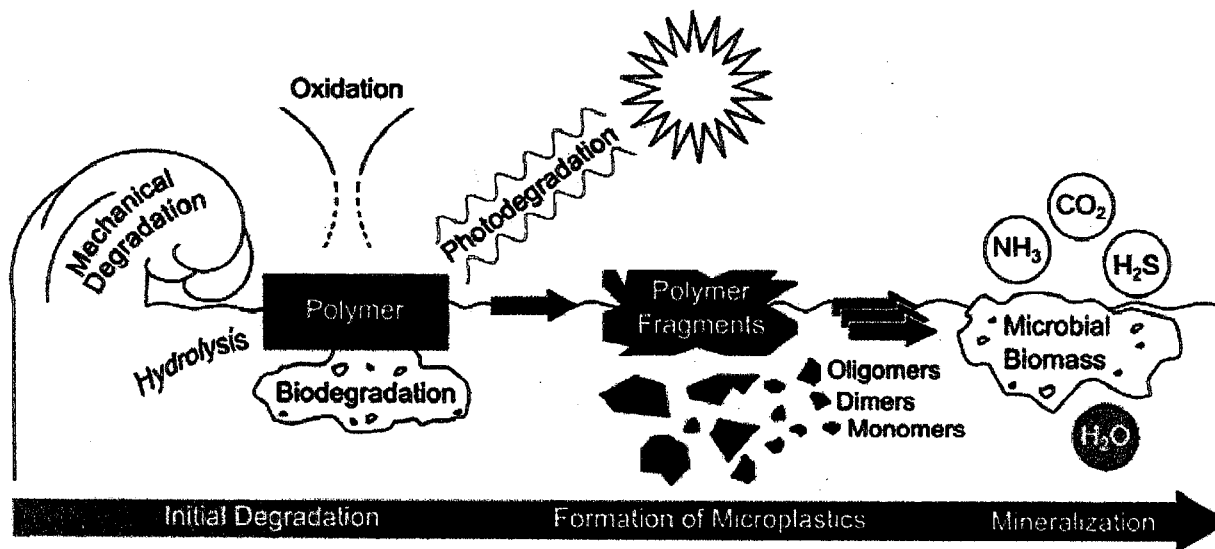 Oxidation
Mechanical
Degradation
Photodegradation
CO₂
NH₃
H₂S
Polymer
Polymer
Fragments
Hydrolysis
Biodegradation
Microbial
Biomass
Oligomers
Dimers
Monomers
H₂O
Initial Degradation
Formation of Microplastics
Mineralization